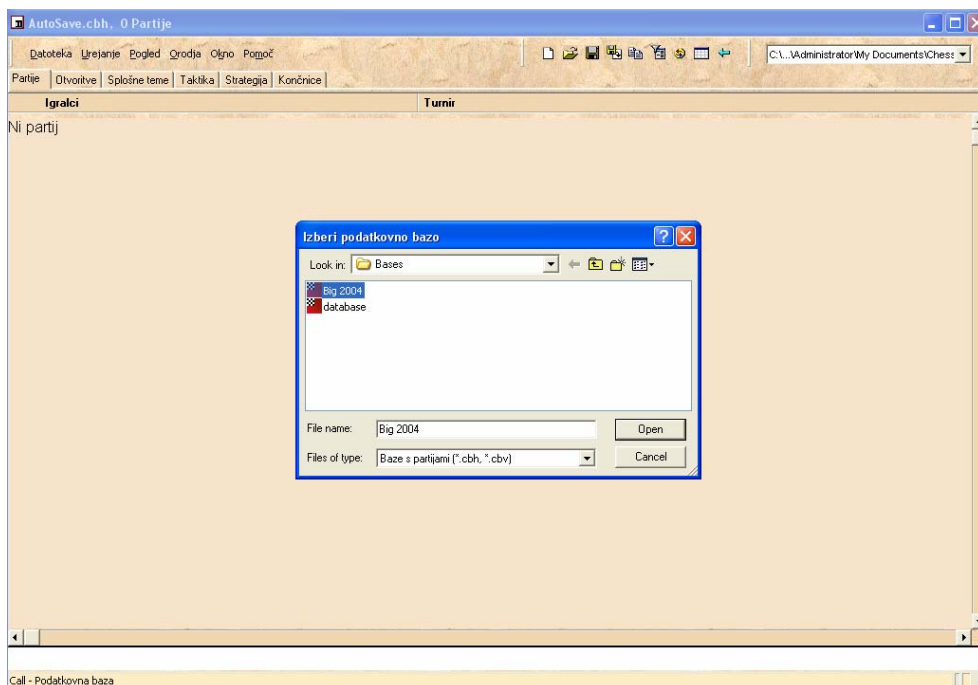 AutoSave.cbh, 0 Partije
Datoteka Urejanje Pogled Orodja Okno Pomoč
C:\...\Administrator\My Documents\Chess
Partije Otvoritve Splošne teme Taktika Strategija Končnice
Igralci Turnir
Ni partij
Izberi podatkovno bazo
Look in: Bases
Big 2004
database
File name: Big 2004
Open
Files of type: Baze s partijami (*.cbh, *.cbv)
Cancel
Call - Podatkovna baza